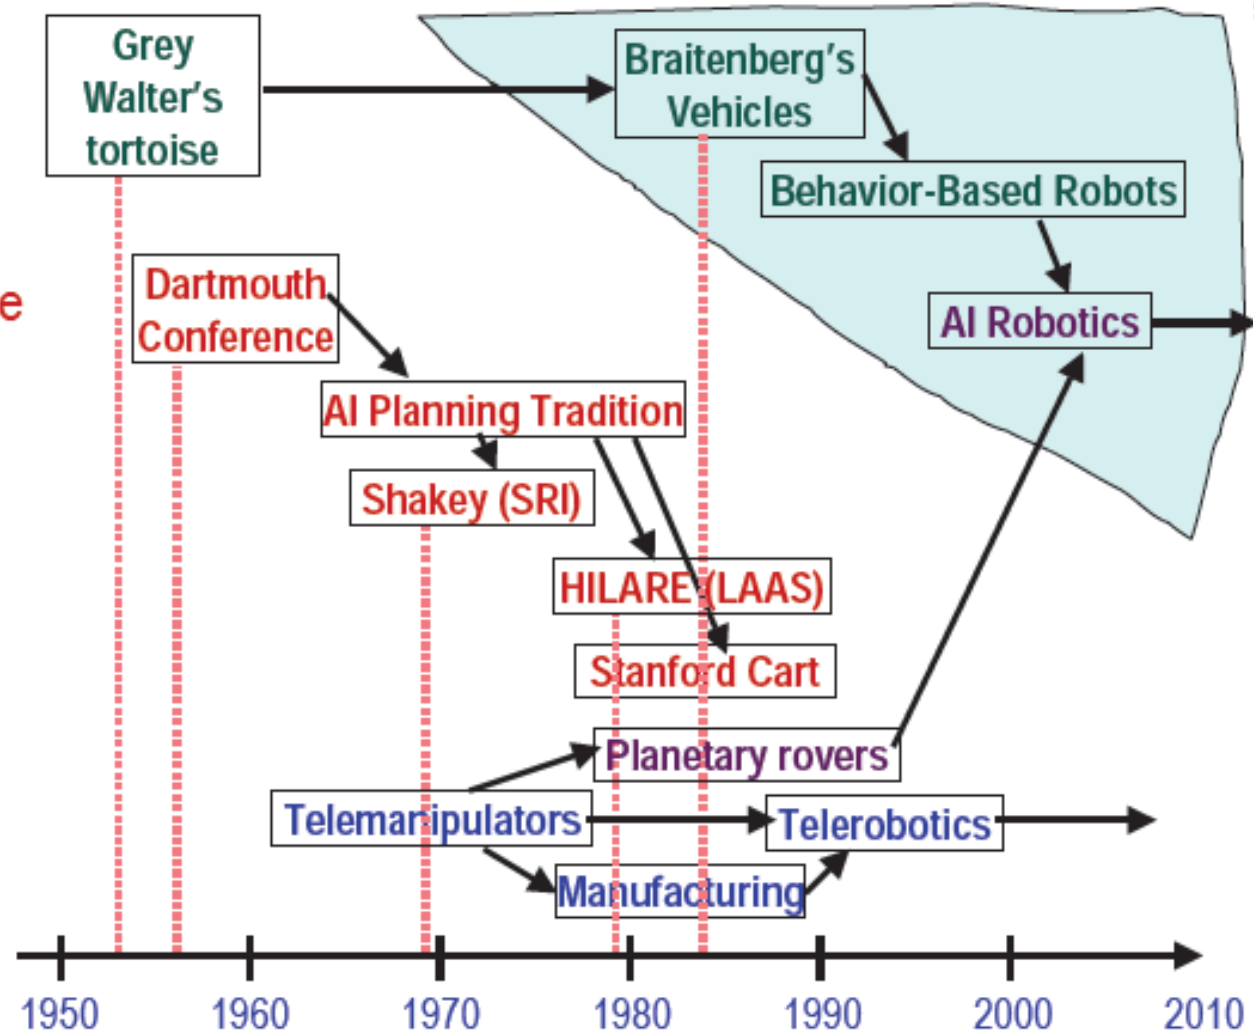 Grey
Walter's
tortoise
Braitenberg's
Vehicles
Behavior-Based Robots
Dartmouth
Conference
e
AI Robotics
AI Planning Tradition
Shakey (SRI)
HILARE (LAAS)
Stanford Cart
Planetary rovers
Telemanipulators
Telerobotics
Manufacturing
1950 1960 1970 1980 1990 2000 2010